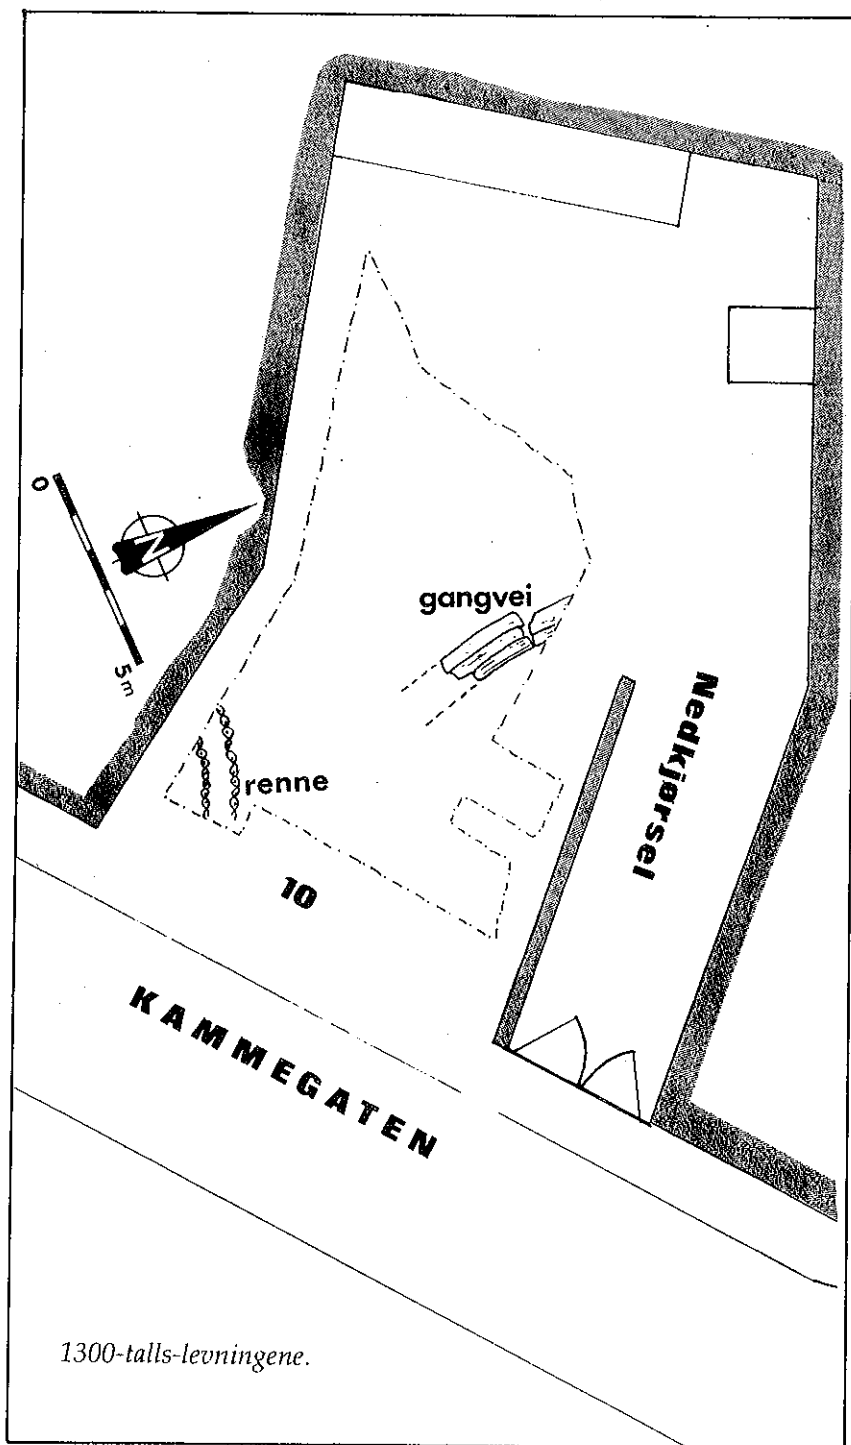 0
N
5m
gangvei
Nedkjørsel
renne
10
KAMMEGATEN
1300-talls-levningene.